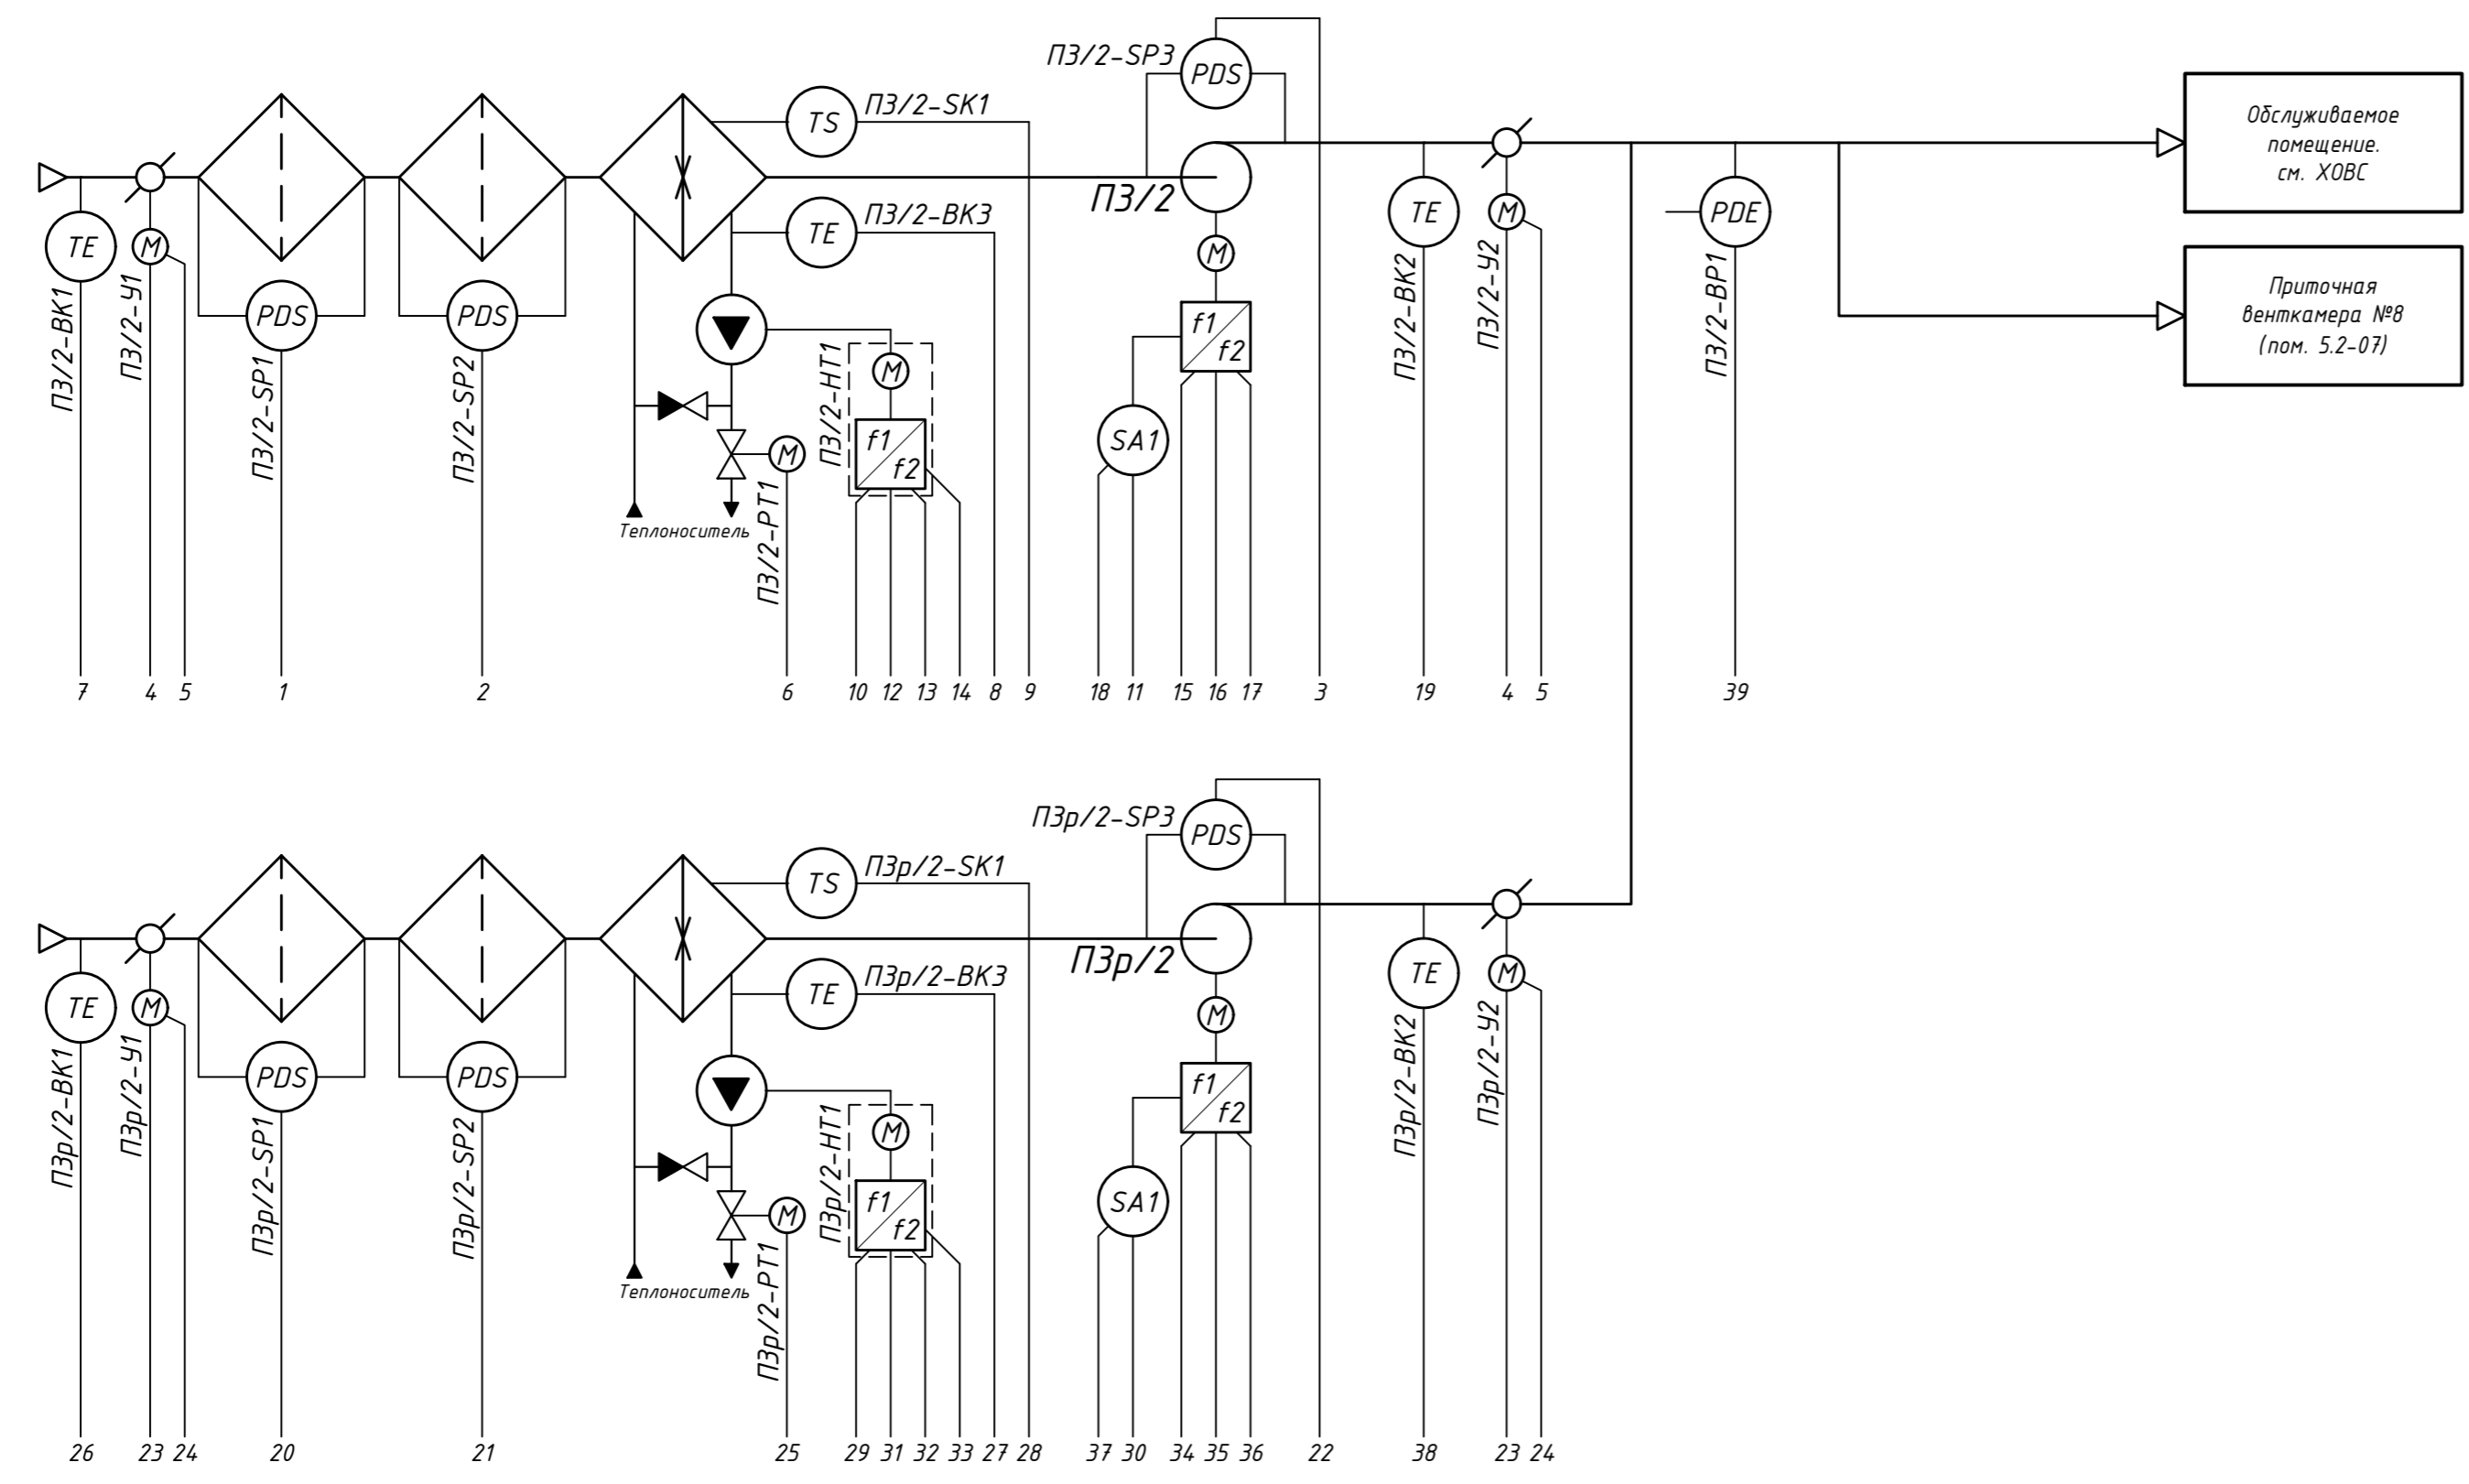 П3/2-SP3
PDS
П3/2-SK1
TS
Обслуживаемое
помещение.
см. ХОВС
П3/2
П3/2-BK3
TE
TE
M
П3/2-BK1
П3/2-У1
PDS
П3/2-SP1
PDS
П3/2-SP2
M
f1
f2
TE
П3/2-BK2
M
П3/2-У2
PDE
П3/2-BP1
Приточная
венткамера №8
(пом. 5.2-07)
П3/2-НТ1
M
f1
f2
M
П3/2-РТ1
Теплоноситель
SA1
7 4 5 1 2 6 10 12 13 14 8 9 18 11 15 16 17 3 19 4 5 39
П3р/2-SP3
PDS
П3р/2-SK1
TS
П3р/2
П3р/2-BK3
TE
TE
M
П3р/2-BK1
П3р/2-У1
PDS
П3р/2-SP1
PDS
П3р/2-SP2
M
f1
f2
TE
П3р/2-BK2
M
П3р/2-У2
П3р/2-НТ1
M
f1
f2
M
П3р/2-РТ1
Теплоноситель
SA1
26 23 24 20 21 25 29 31 32 33 27 28 37 30 34 35 36 22 38 23 24